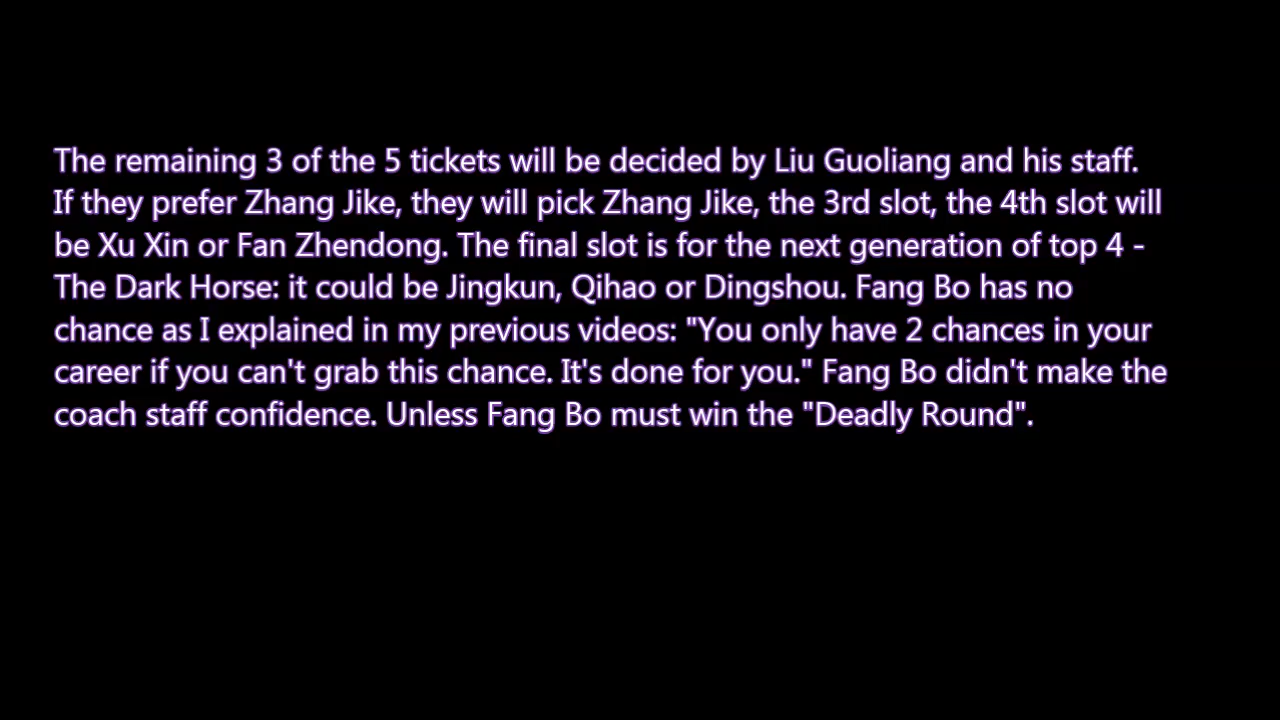 The remaining 3 of the 5 tickets will be decided by Liu Guoliang and his staff.
If they prefer Zhang Jike, they will pick Zhang Jike, the 3rd slot, the 4th slot will
be Xu Xin or Fan Zhendong. The final slot is for the next generation of top 4 -
The Dark Horse: it could be Jingkun, Qihao or Dingshou. Fang Bo has no
chance as I explained in my previous videos: "You only have 2 chances in your
career if you can't grab this chance. It's done for you." Fang Bo didn't make the
coach staff confidence. Unless Fang Bo must win the "Deadly Round".